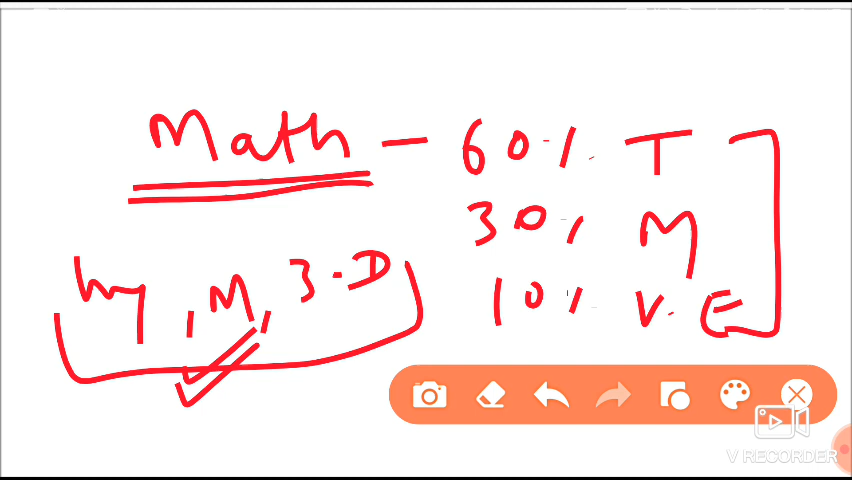 Math - 60% T
30% M
10% V.E
, M, 3-D
V RECORDER